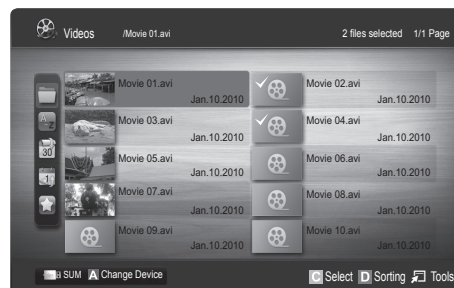 Videos /Movie 01.avi 2 files selected 1/1 Page
Movie 01.avi Movie 02.avi
Jan.10.2010 Jan.10.2010
Movie 03.avi Movie 04.avi
Jan.10.2010 Jan.10.2010
Movie 05.avi Movie 06.avi
30
Jan.10.2010 Jan.10.2010
Movie 07.avi Movie 08.avi
1
Jan.10.2010 Jan.10.2010
Movie 09.avi Movie 10.avi
Jan.10.2010 Jan.10.2010
SUM A Change Device C Select D Sorting Tools